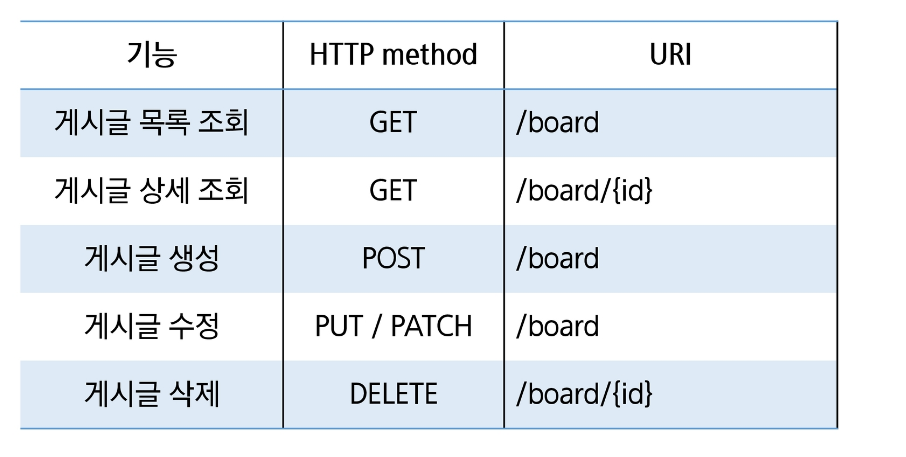 기능 HTTP method URI
게시글 목록 조회 GET /board
게시글 상세 조회 GET /board/{id}
게시글 생성 POST /board
게시글 수정 PUT / PATCH /board
게시글 삭제 DELETE /board/{id}